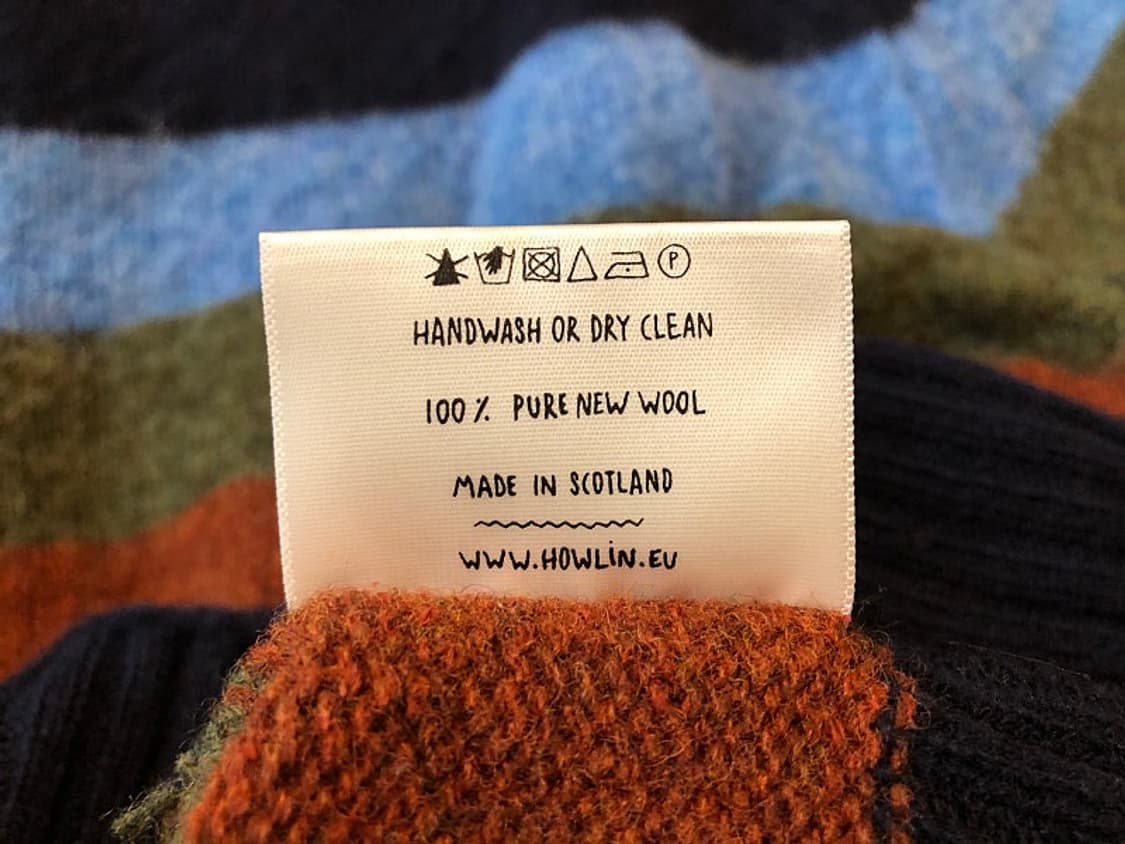 P
HANDWASH OR DRY CLEAN
100% PURE NEW WOOL
MADE IN SCOTLAND
WWW.HOWLiN.EU